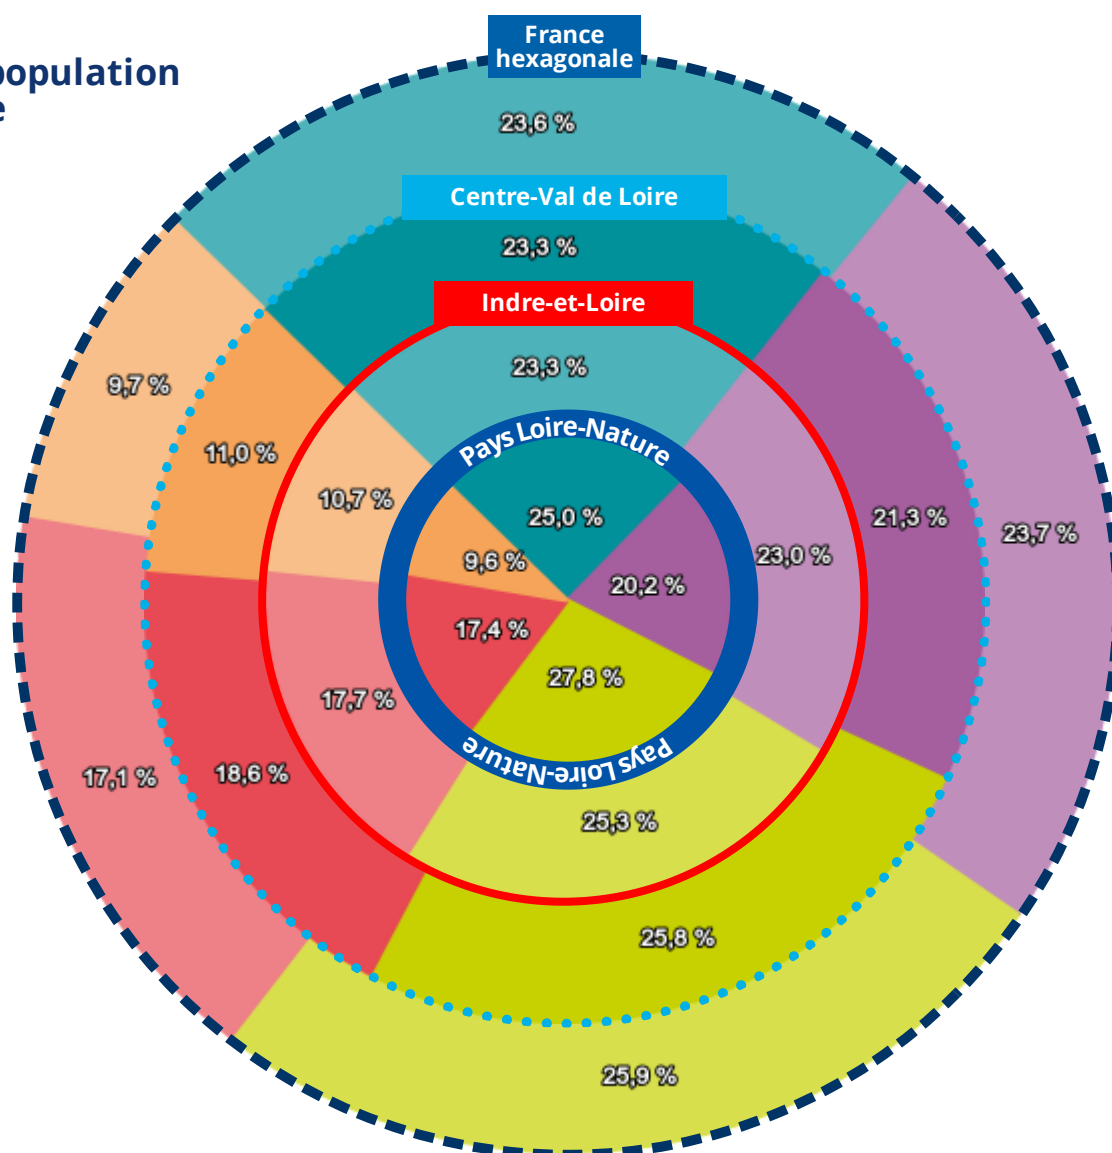 France
hexagonale
population
e
23,6 %
Centre-Val de Loire
23,3 %
Indre-et-Loire
23,3 %
9,7 %
11,0 %
10,7 %
Pays Loire-Nature
25,0 %
21,3 %
23,7 %
23,0 %
9,6 %
20,2 %
17,4 %
27,8 %
17,7 %
Pays Loire-Nature
17,1 %
18,6 %
25,3 %
25,8 %
25,9 %